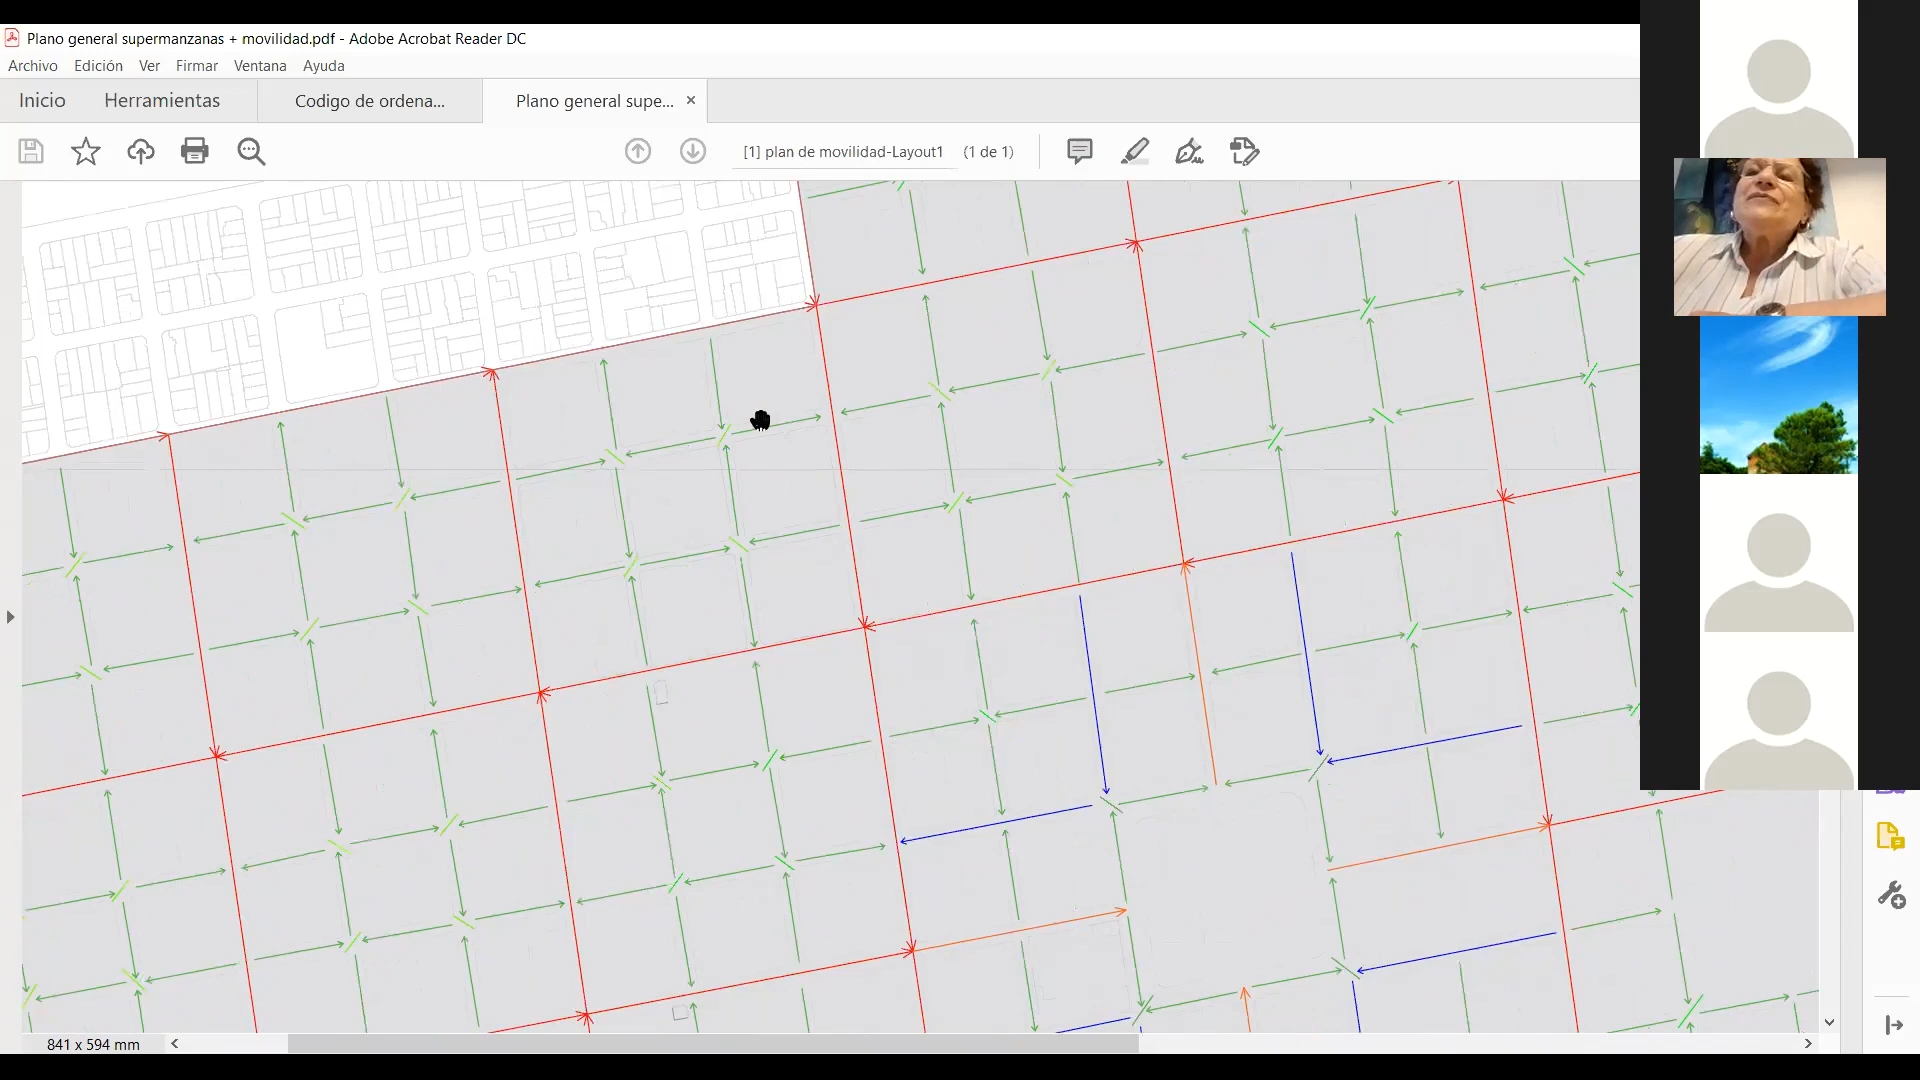 Plano general supermanzanas + movilidad.pdf - Adobe Acrobat Reader DC
Archivo Edición Ver Firmar Ventana Ayuda
Inicio Herramientas Codigo de ordena... Plano general supe... ×
[1] plan de movilidad-Layout1 (1 de 1)
841 x 594 mm